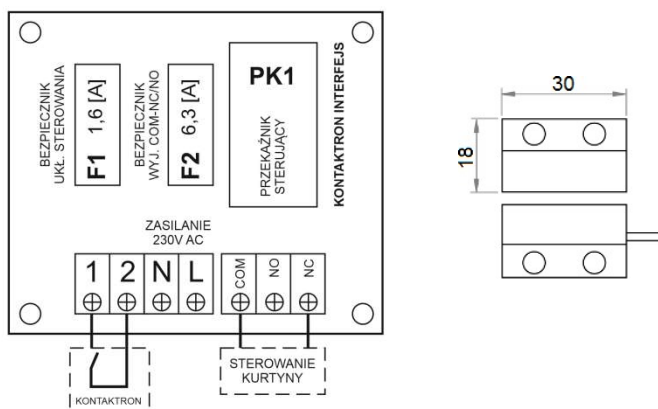 BEZPIECZNIK
UKŁ. STEROWANIA
F1 1,6 [A]
BEZPIECZNIK
WYJ. COM-NC/NO
F2 6,3 [A]
PK1
PRZEKAŹNIK
STERUJĄCY
KONTAKTRON INTERFEJS
ZASILANIE
230V AC
1 2 N L
COM NO NC
KONTAKTRON
STEROWANIE
KURTYNY
30
18